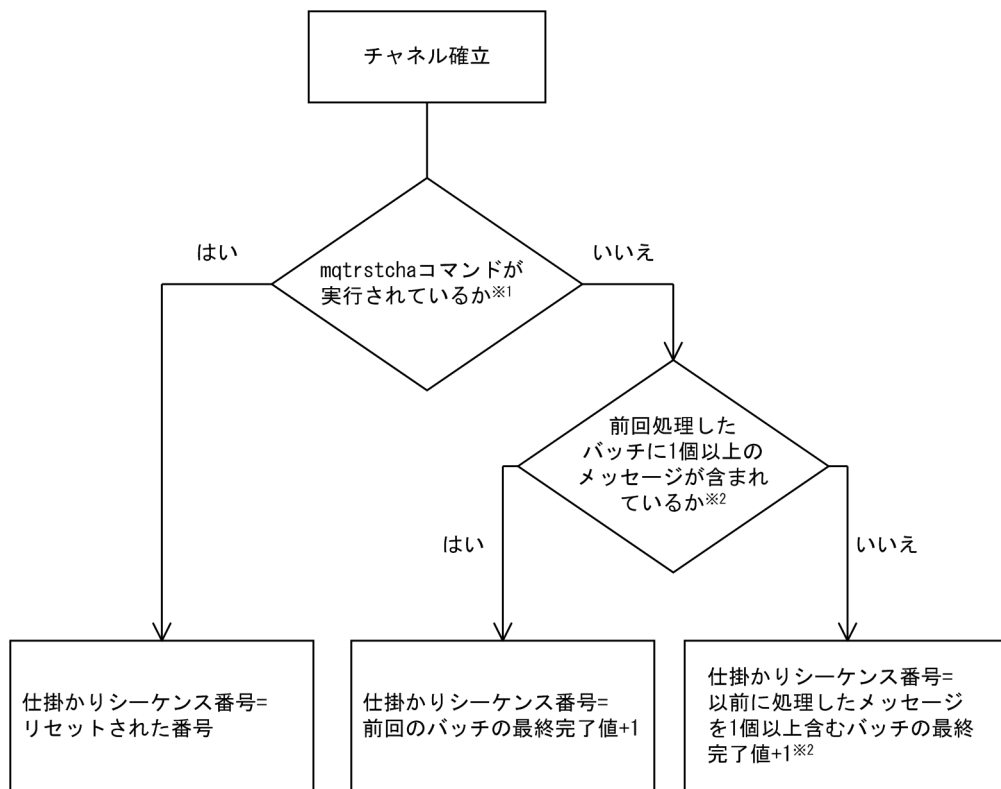 チャネル確立
はい
いいえ
mqtrstchaコマンドが
実行されているか※1
前回処理した
バッチに1個以上の
メッセージが含まれ
ているか※2
はい
いいえ
仕掛かりシーケンス番号=
リセットされた番号
仕掛かりシーケンス番号=
前回のバッチの最終完了値+1
仕掛かりシーケンス番号=
以前に処理したメッセージ
を1個以上含むバッチの最終
完了値+1※2